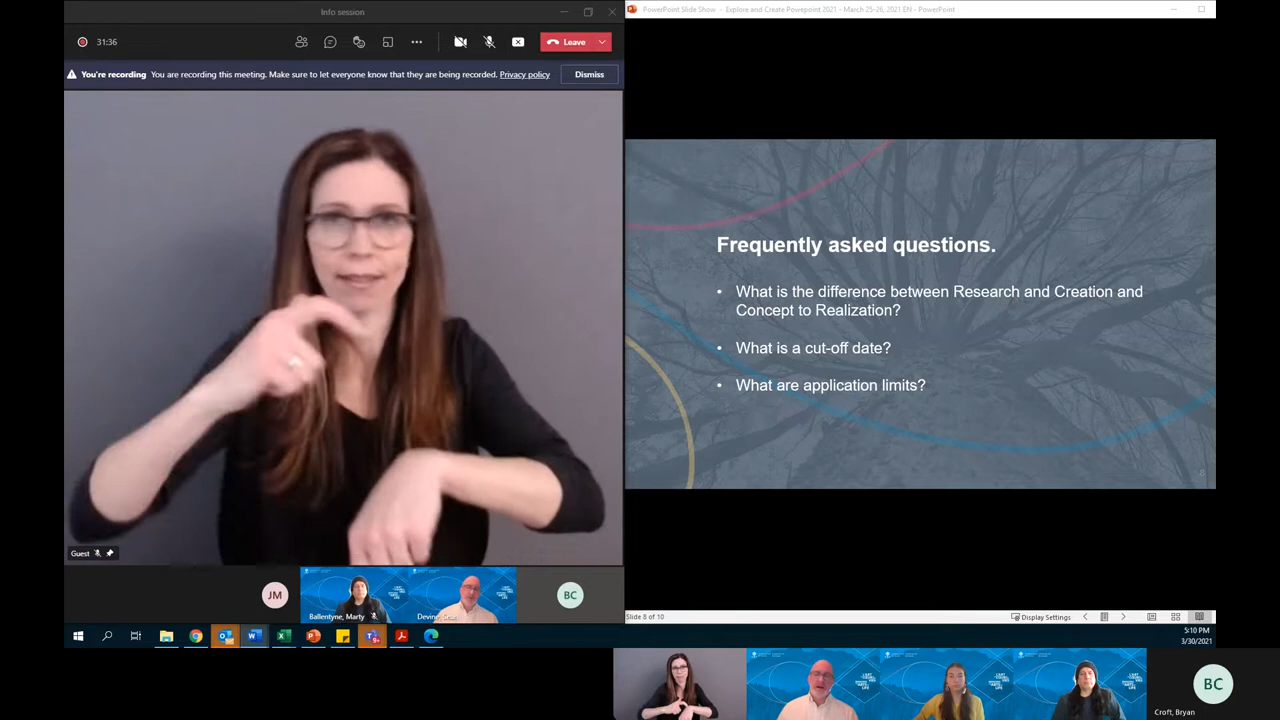 Info session
PowerPoint Slide Show - Explore and Create Powepoint 2021 - March 25-26, 2021 EN - PowerPoint
31:36
Leave
You're recording You are recording this meeting. Make sure to let everyone know that they are being recorded. Privacy policy
Dismiss
Frequently asked questions.
• What is the difference between Research and Creation and
Concept to Realization?
• What is a cut-off date?
• What are application limits?
8
Guest
JM
Ballentyne, Marty
BC
Slide 8 of 10
Display Settings
5:10 PM
3/30/2021
BC
Croft, Bryan